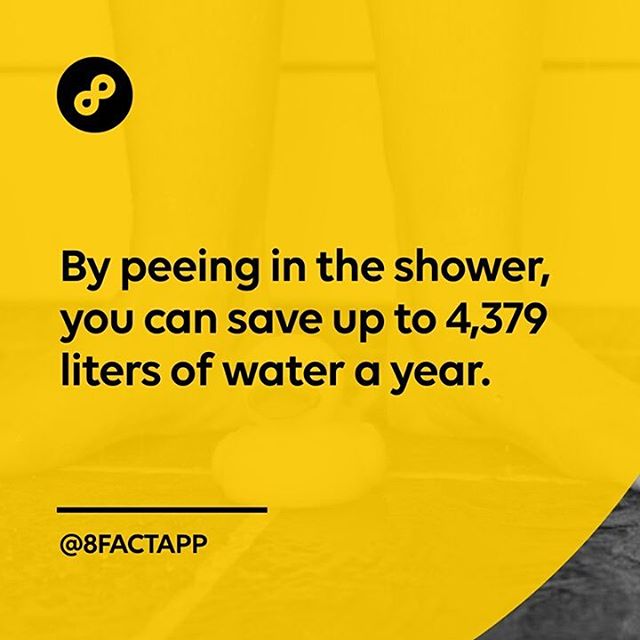 By peeing in the shower,
you can save up to 4,379
liters of water a year.
@8FACTAPP